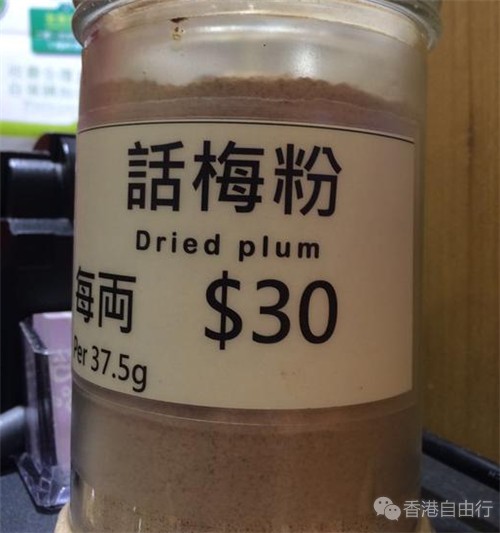 話梅粉
Dried plum
每両 $30
Per 37.5g
香港自由行